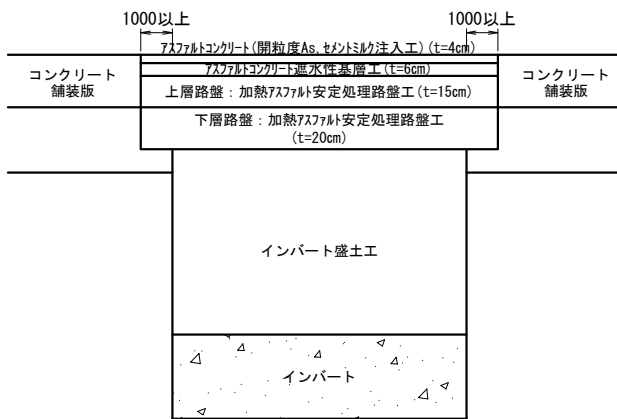 1000以上
1000以上
ｱｽﾌｧﾙﾄｺﾝｸﾘｰﾄ(開粒度As,ｾﾒﾝﾄﾐﾙｸ注入工)(t=4cm)
ｱｽﾌｧﾙﾄｺﾝｸﾘｰﾄ遮水性基層工(t=6cm)
コンクリート
舗装版
上層路盤：加熱ｱｽﾌｧﾙﾄ安定処理路盤工(t=15cm)
コンクリート
舗装版
下層路盤：加熱ｱｽﾌｧﾙﾄ安定処理路盤工
(t=20cm)
インバート盛土工
インバート